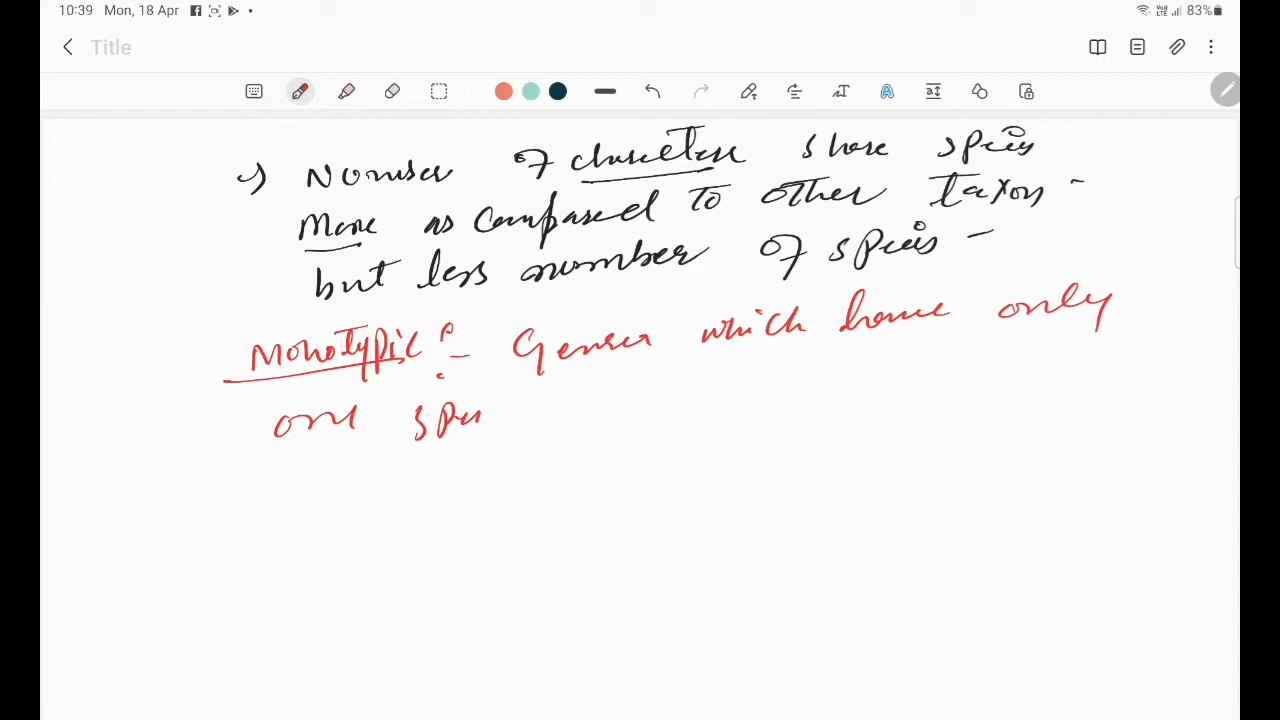 10:39 Mon, 18 Apr 83%
Title
Number of character share species
More as compared to other taxon -
but less number of species -
Monotypic :- Genera which have only
one spe